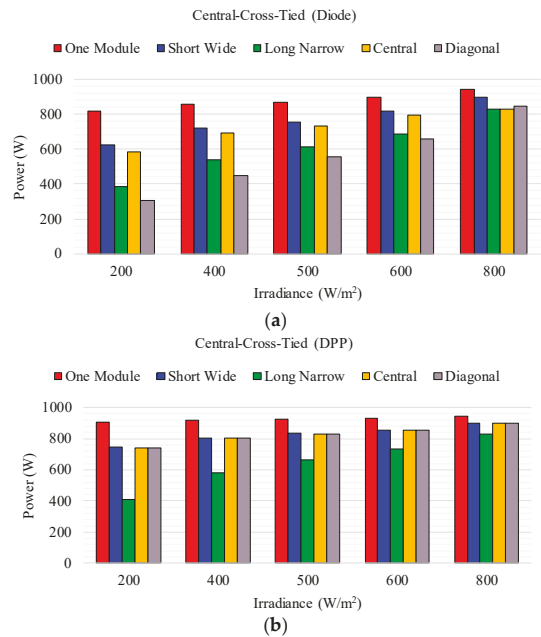 Central-Cross-Tied (Diode)
One Module Short Wide Long Narrow Central Diagonal
1000
800
600
400
200
0
Power (W)
200 400 500 600 800
Irradiance (W/m²)
(a)
Central-Cross-Tied (DPP)
One Module Short Wide Long Narrow Central Diagonal
1000
800
600
400
200
0
Power (W)
200 400 500 600 800
Irradiance (W/m²)
(b)